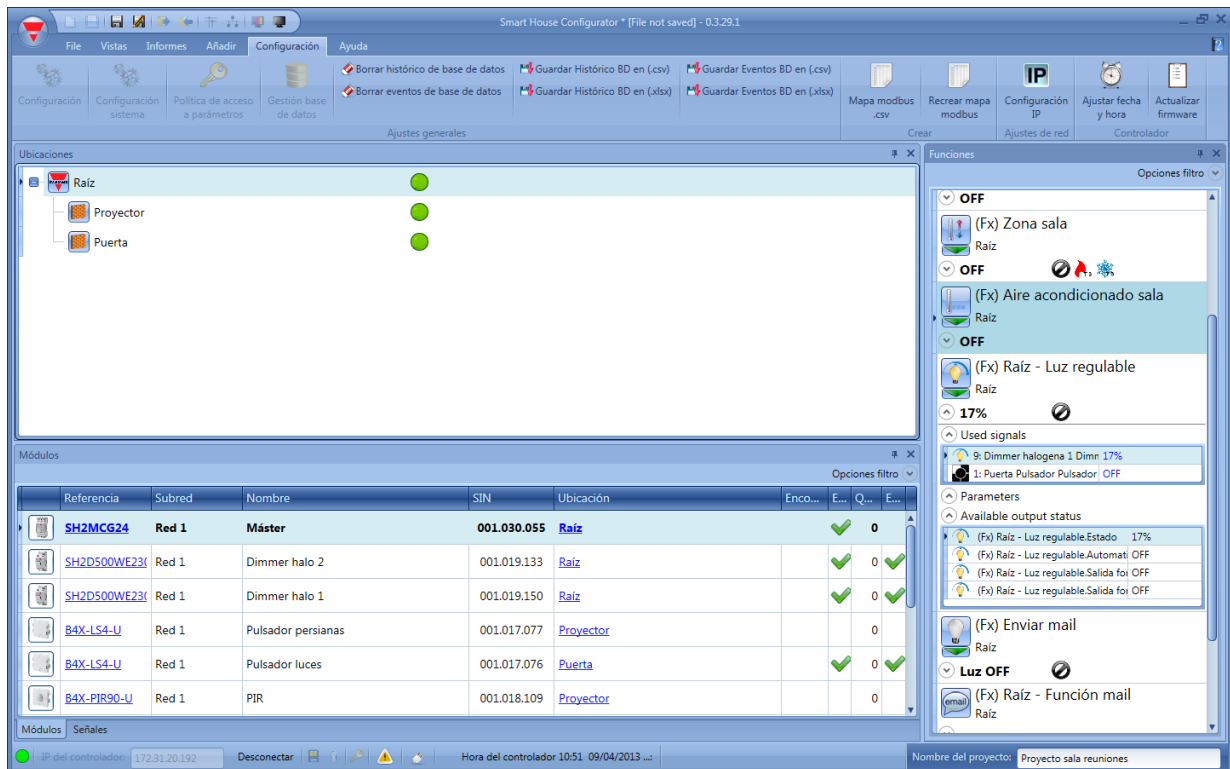 Smart House Configurator * [File not saved] - 0.3.29.1
File Vistas Informes Añadir Configuración Ayuda
Configuración
Configuración sistema
Política de acceso a parámetros
Gestión base de datos
Borrar histórico de base de datos
Borrar eventos de base de datos
Guardar Histórico BD en (.csv)
Guardar Histórico BD en (.xlsx)
Guardar Eventos BD en (.csv)
Guardar Eventos BD en (.xlsx)
Ajustes generales
Mapa modbus .csv
Recrear mapa modbus
Crear
IP
Configuración IP
Ajustes de red
Ajustar fecha y hora
Actualizar firmware
Controlador
Ubicaciones
Raíz
Proyector
Puerta
Módulos
Opciones filtro
Referencia Subred Nombre SIN Ubicación Enco... E... Q... E...
SH2MCG24 Red 1 Máster 001.030.055 Raíz 0
SH2D500WE230 Red 1 Dimmer halo 2 001.019.133 Raíz 0
SH2D500WE230 Red 1 Dimmer halo 1 001.019.150 Raíz 0
B4X-LS4-U Red 1 Pulsador persianas 001.017.077 Proyector 0
B4X-LS4-U Red 1 Pulsador luces 001.017.076 Puerta 0
B4X-PIR90-U Red 1 PIR 001.018.109 Proyector 0
Módulos Señales
Funciones
Opciones filtro
OFF
(Fx) Zona sala
Raíz
OFF
(Fx) Aire acondicionado sala
Raíz
OFF
(Fx) Raíz - Luz regulable
Raíz
17%
Used signals
9: Dimmer halogena 1 Dimr 17%
1: Puerta Pulsador Pulsador OFF
Parameters
Available output status
(Fx) Raíz - Luz regulable.Estado 17%
(Fx) Raíz - Luz regulable.Automati OFF
(Fx) Raíz - Luz regulable.Salida for OFF
(Fx) Raíz - Luz regulable.Salida for OFF
(Fx) Enviar mail
Raíz
Luz OFF
email
(Fx) Raíz - Función mail
Raíz
IP del controlador: 172.31.20.192 Desconectar Hora del controlador 10:51 09/04/2013 ...:
Nombre del proyecto: Proyecto sala reuniones